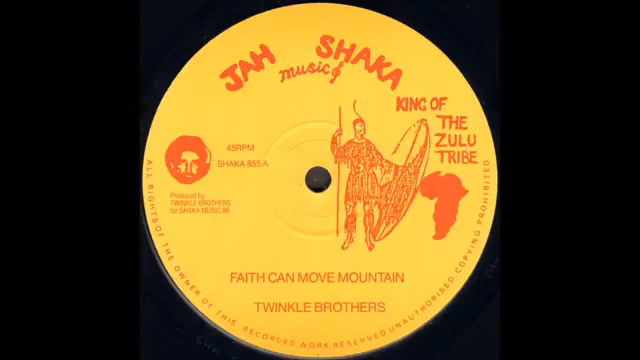 JAH SHAKA
music
KING OF
THE
ZULU
TRIBE
45RPM
SHAKA 855 A
Produced by
TWINKLE BROTHERS
for SHAKA MUSIC 86
FAITH CAN MOVE MOUNTAIN
TWINKLE BROTHERS
ALL RIGHTS OF THE OWNER OF THIS RECORDED WORK RESERVED UNAUTHORISED COPYING PROHIBITED